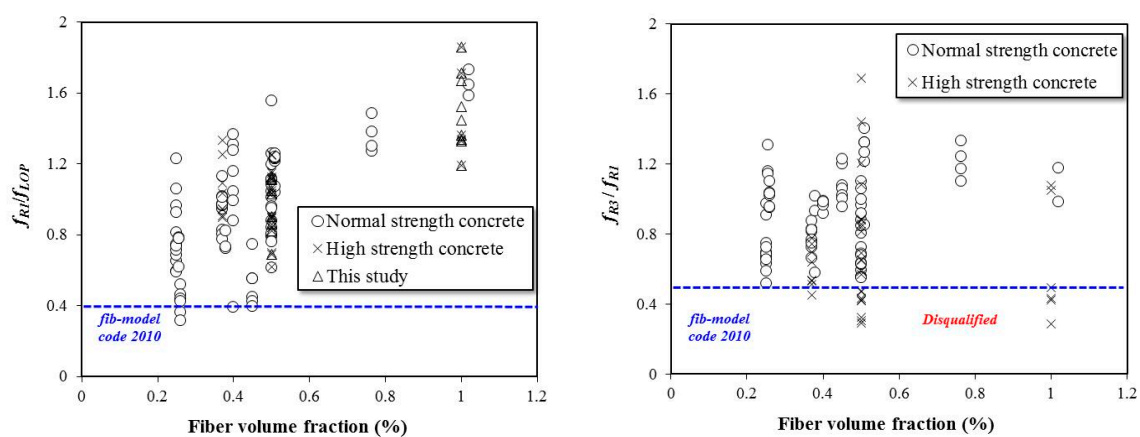 2
1.6
1.2
0.8
0.4
0
fR1/fLOP
Normal strength concrete
High strength concrete
This study
fib-model
code 2010
0 0.2 0.4 0.6 0.8 1 1.2
Fiber volume fraction (%)
2
1.6
1.2
0.8
0.4
0
fR3 / fR1
Normal strength concrete
High strength concrete
fib-model
code 2010
Disqualified
0 0.2 0.4 0.6 0.8 1 1.2
Fiber volume fraction (%)